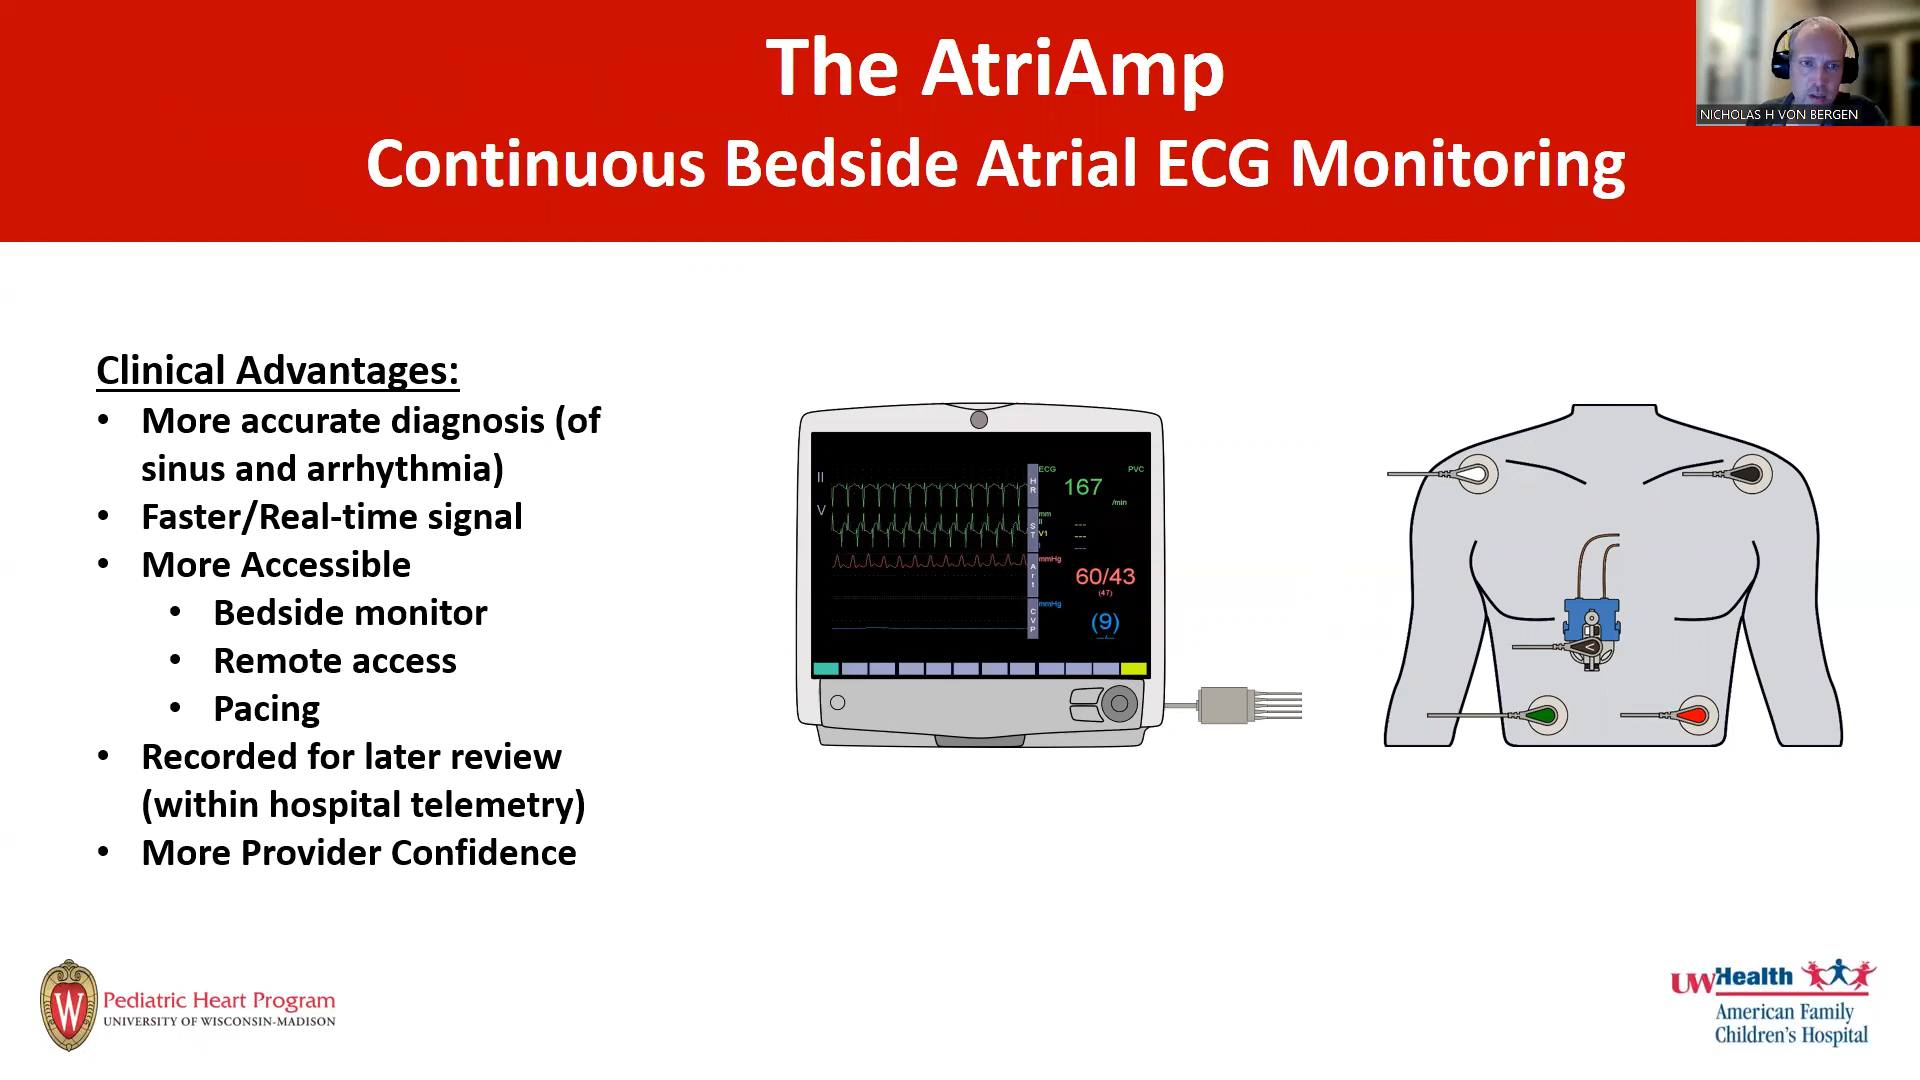 The AtriAmp
Continuous Bedside Atrial ECG Monitoring
NICHOLAS H VON BERGEN
Clinical Advantages:
• More accurate diagnosis (of
sinus and arrhythmia)
• Faster/Real-time signal
• More Accessible
• Bedside monitor
• Remote access
• Pacing
• Recorded for later review
(within hospital telemetry)
• More Provider Confidence
II
V
HR
ECG
PVC
167
/min
ST
mm
II
V1
---
---
---
Art
mmHg
60/43
(47)
CVP
mmHg
(9)
V
W
Pediatric Heart Program
UNIVERSITY OF WISCONSIN-MADISON
UWHealth
American Family
Children's Hospital